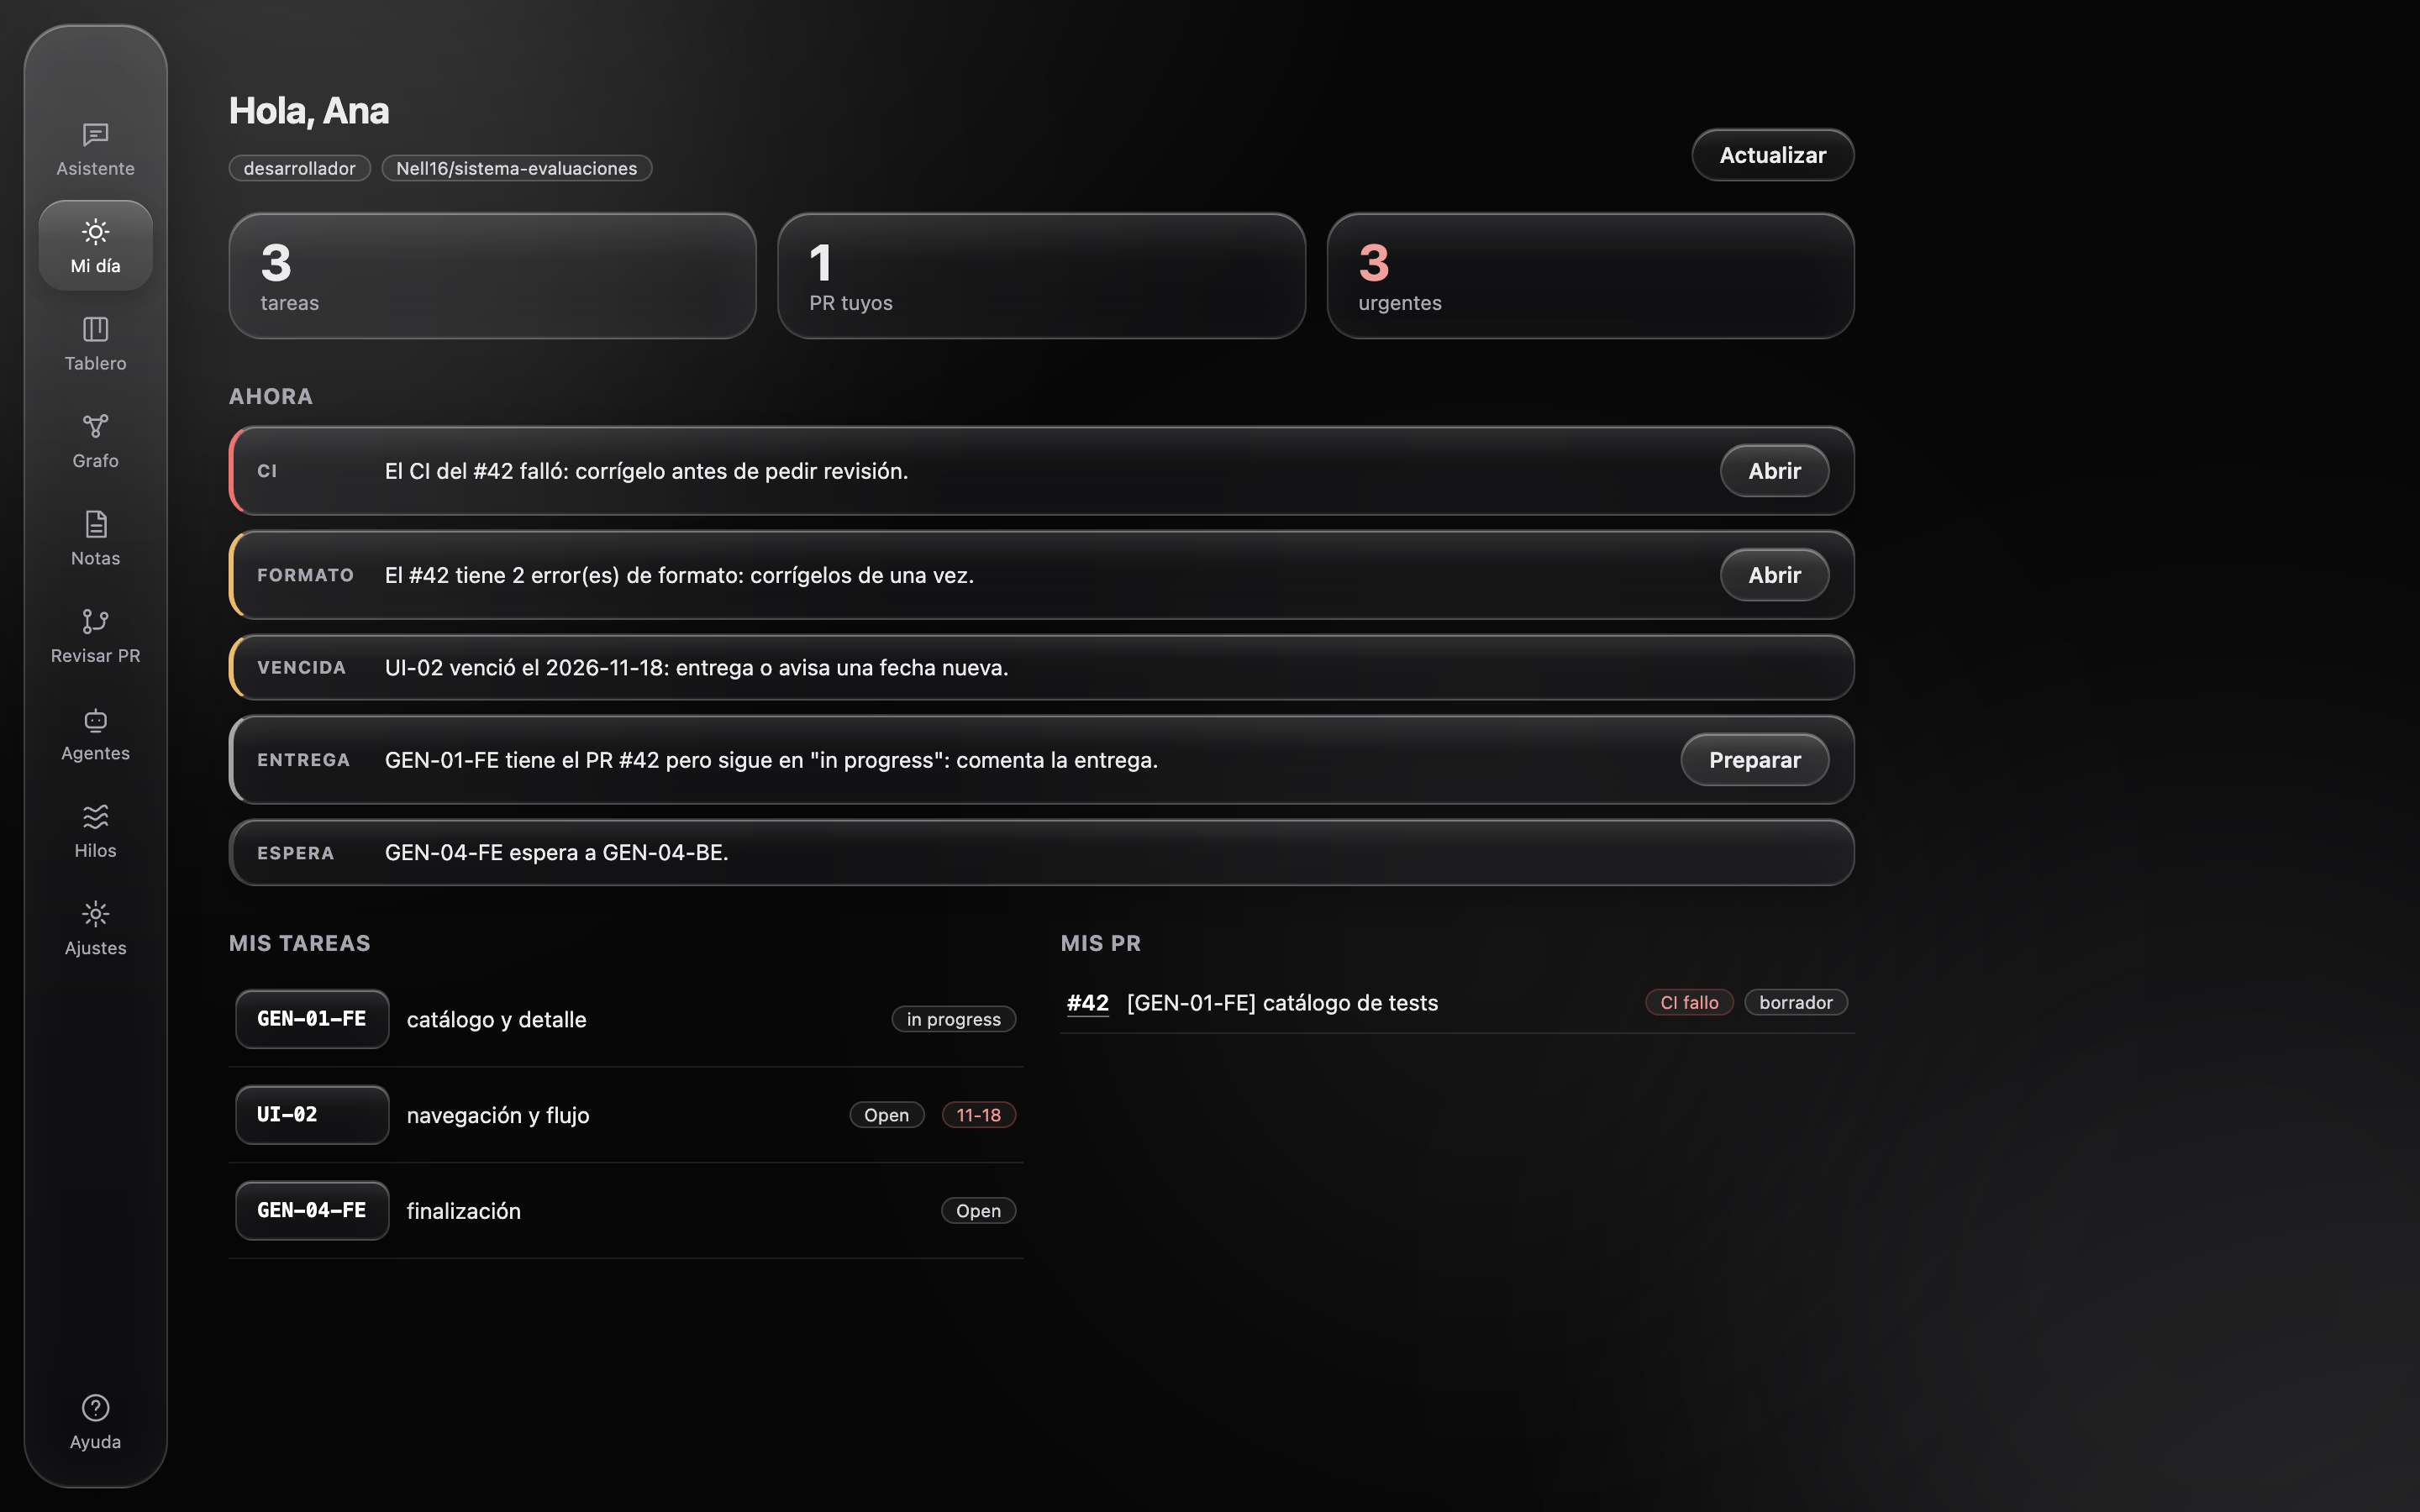 Asistente
Mi día
Tablero
Grafo
Notas
Revisar PR
Agentes
Hilos
Ajustes
Ayuda
Hola, Ana
desarrollador Nell16/sistema-evaluaciones
Actualizar
3
tareas
1
PR tuyos
3
urgentes
AHORA
CI El CI del #42 falló: corrígelo antes de pedir revisión. Abrir
FORMATO El #42 tiene 2 error(es) de formato: corrígelos de una vez. Abrir
VENCIDA UI-02 venció el 2026-11-18: entrega o avisa una fecha nueva.
ENTREGA GEN-01-FE tiene el PR #42 pero sigue en "in progress": comenta la entrega. Preparar
ESPERA GEN-04-FE espera a GEN-04-BE.
MIS TAREAS
GEN-01-FE catálogo y detalle in progress
UI-02 navegación y flujo Open 11-18
GEN-04-FE finalización Open
MIS PR
#42 [GEN-01-FE] catálogo de tests CI fallo borrador